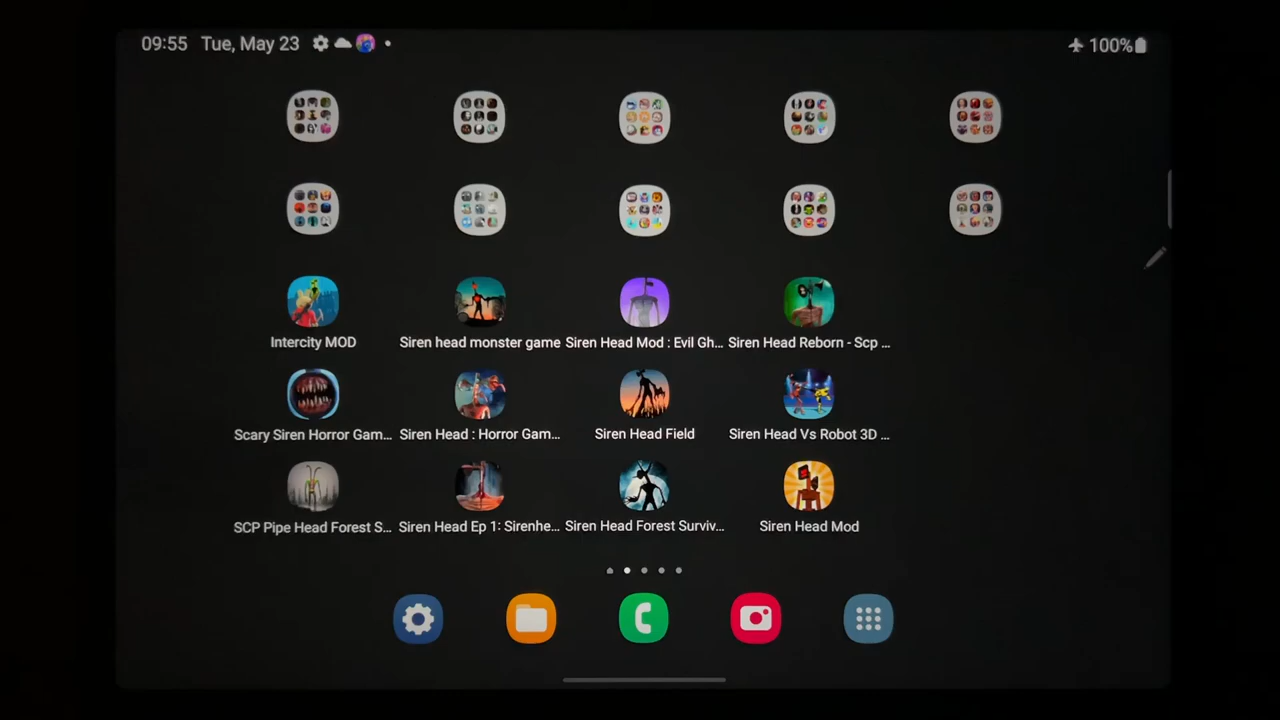 09:55 Tue, May 23
100%
Intercity MOD
Siren head monster game
Siren Head Mod : Evil Gh...
Siren Head Reborn - Scp ...
Scary Siren Horror Gam...
Siren Head : Horror Gam...
Siren Head Field
Siren Head Vs Robot 3D ...
SCP Pipe Head Forest S...
Siren Head Ep 1: Sirenhe...
Siren Head Forest Surviv...
Siren Head Mod